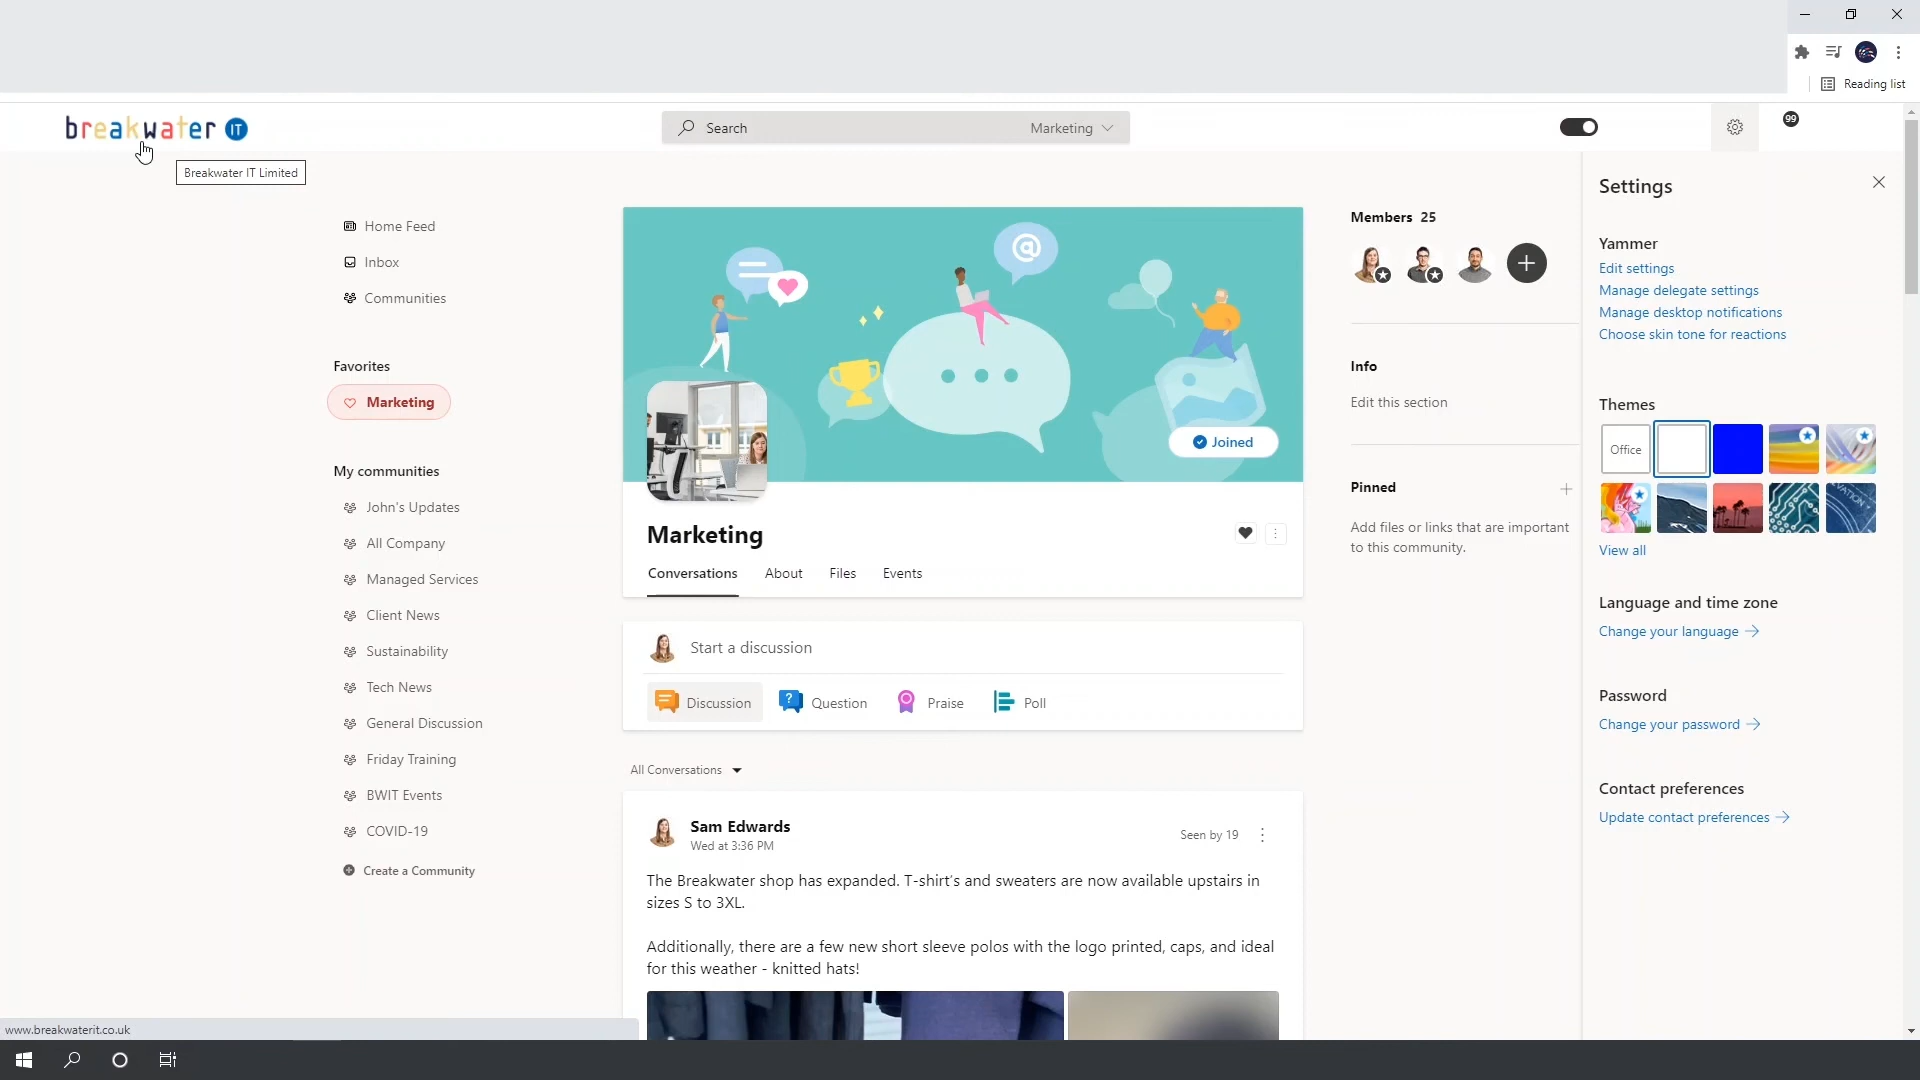 Reading list
breakwater IT
Search
Marketing
99
Breakwater IT Limited
Home Feed
Inbox
Communities
Favorites
Marketing
My communities
John's Updates
All Company
Managed Services
Client News
Sustainability
Tech News
General Discussion
Friday Training
BWIT Events
COVID-19
Create a Community
@
Joined
Marketing
Conversations
About
Files
Events
Start a discussion
Discussion
?
Question
Praise
Poll
All Conversations
Sam Edwards
Wed at 3:36 PM
Seen by 19
The Breakwater shop has expanded. T-shirt's and sweaters are now available upstairs in
sizes S to 3XL.
Additionally, there are a few new short sleeve polos with the logo printed, caps, and ideal
for this weather - knitted hats!
Members 25
Info
Edit this section
Pinned
Add files or links that are important
to this community.
Settings
Yammer
Edit settings
Manage delegate settings
Manage desktop notifications
Choose skin tone for reactions
Themes
Office
View all
Language and time zone
Change your language
Password
Change your password
Contact preferences
Update contact preferences
www.breakwaterit.co.uk